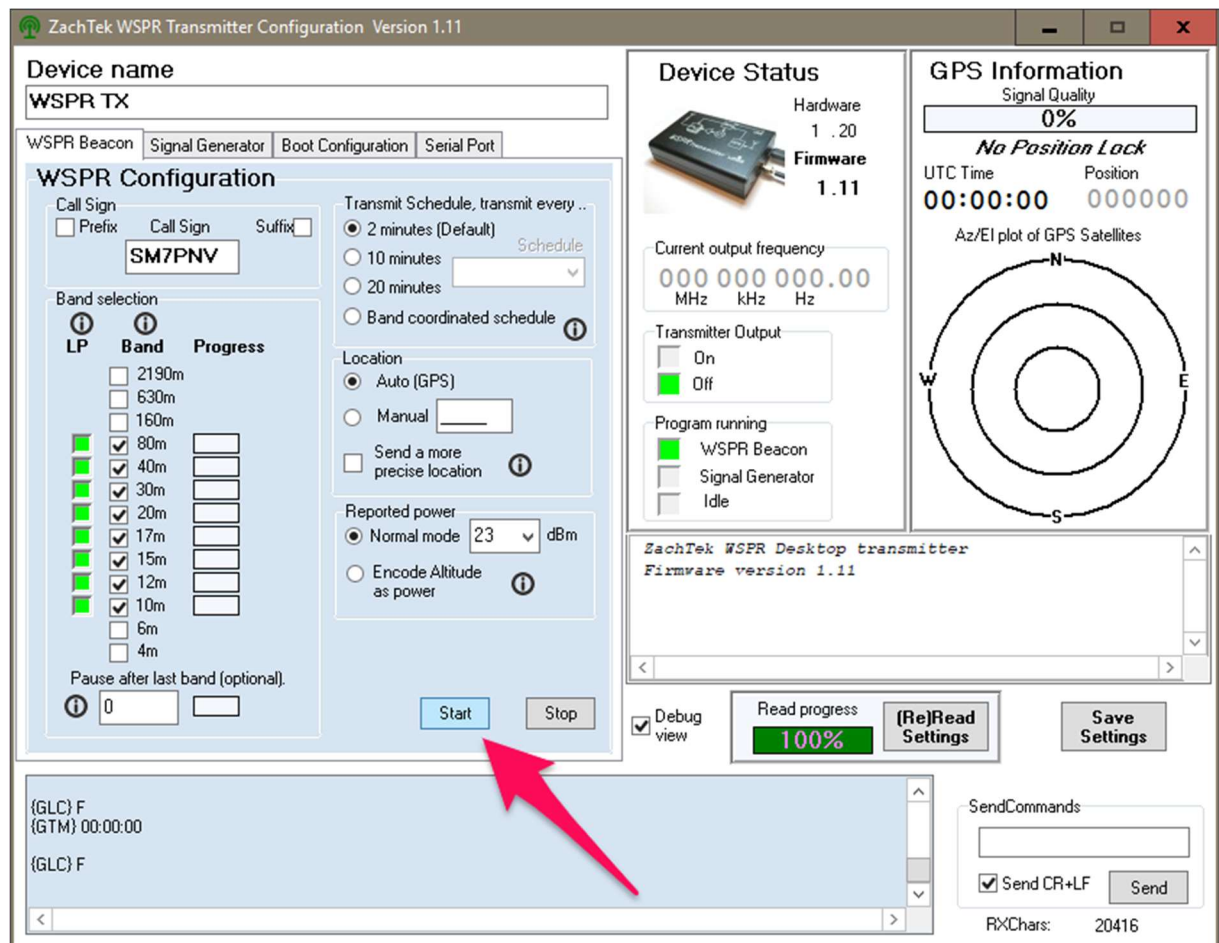 ZachTek WSPR Transmitter Configuration Version 1.11
Device name
WSPR TX
WSPR Beacon
Signal Generator
Boot Configuration
Serial Port
WSPR Configuration
Call Sign
Prefix
Call Sign
Suffix
SM7PNV
Band selection
LP
Band
Progress
2190m
630m
160m
80m
40m
30m
20m
17m
15m
12m
10m
6m
4m
Pause after last band (optional).
0
Transmit Schedule, transmit every ..
2 minutes (Default)
Schedule
10 minutes
20 minutes
Band coordinated schedule
Location
Auto (GPS)
Manual
Send a more
precise location
Reported power
Normal mode 23 dBm
Encode Altitude
as power
Start
Stop
Device Status
Hardware
1 .20
Firmware
1.11
Current output frequency
000 000 000.00
MHz kHz Hz
Transmitter Output
On
Off
Program running
WSPR Beacon
Signal Generator
Idle
GPS Information
Signal Quality
0%
No Position Lock
UTC Time
Position
00:00:00
000000
Az/El plot of GPS Satellites
N
W
E
S
ZachTek WSPR Desktop transmitter
Firmware version 1.11
Debug
view
Read progress
100%
(Re)Read
Settings
Save
Settings
{GLC} F
{GTM} 00:00:00
{GLC} F
SendCommands
Send CR+LF
Send
RXChars: 20416